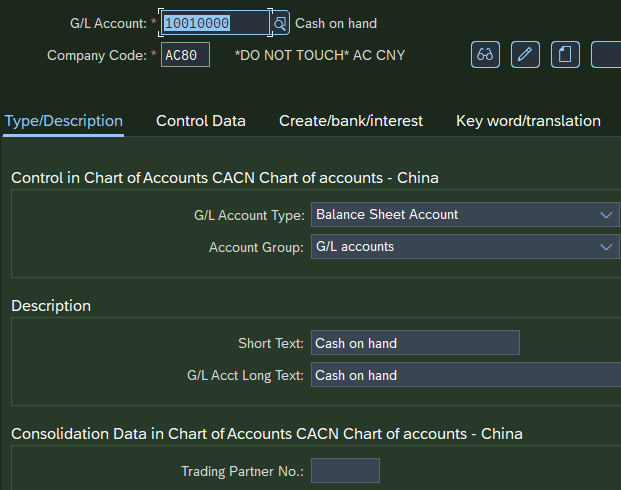 G/L Account: * 10010000 Cash on hand
Company Code: * AC80 *DO NOT TOUCH* AC CNY
Type/Description Control Data Create/bank/interest Key word/translation
Control in Chart of Accounts CACN Chart of accounts - China
G/L Account Type: Balance Sheet Account
Account Group: G/L accounts
Description
Short Text: Cash on hand
G/L Acct Long Text: Cash on hand
Consolidation Data in Chart of Accounts CACN Chart of accounts - China
Trading Partner No.: